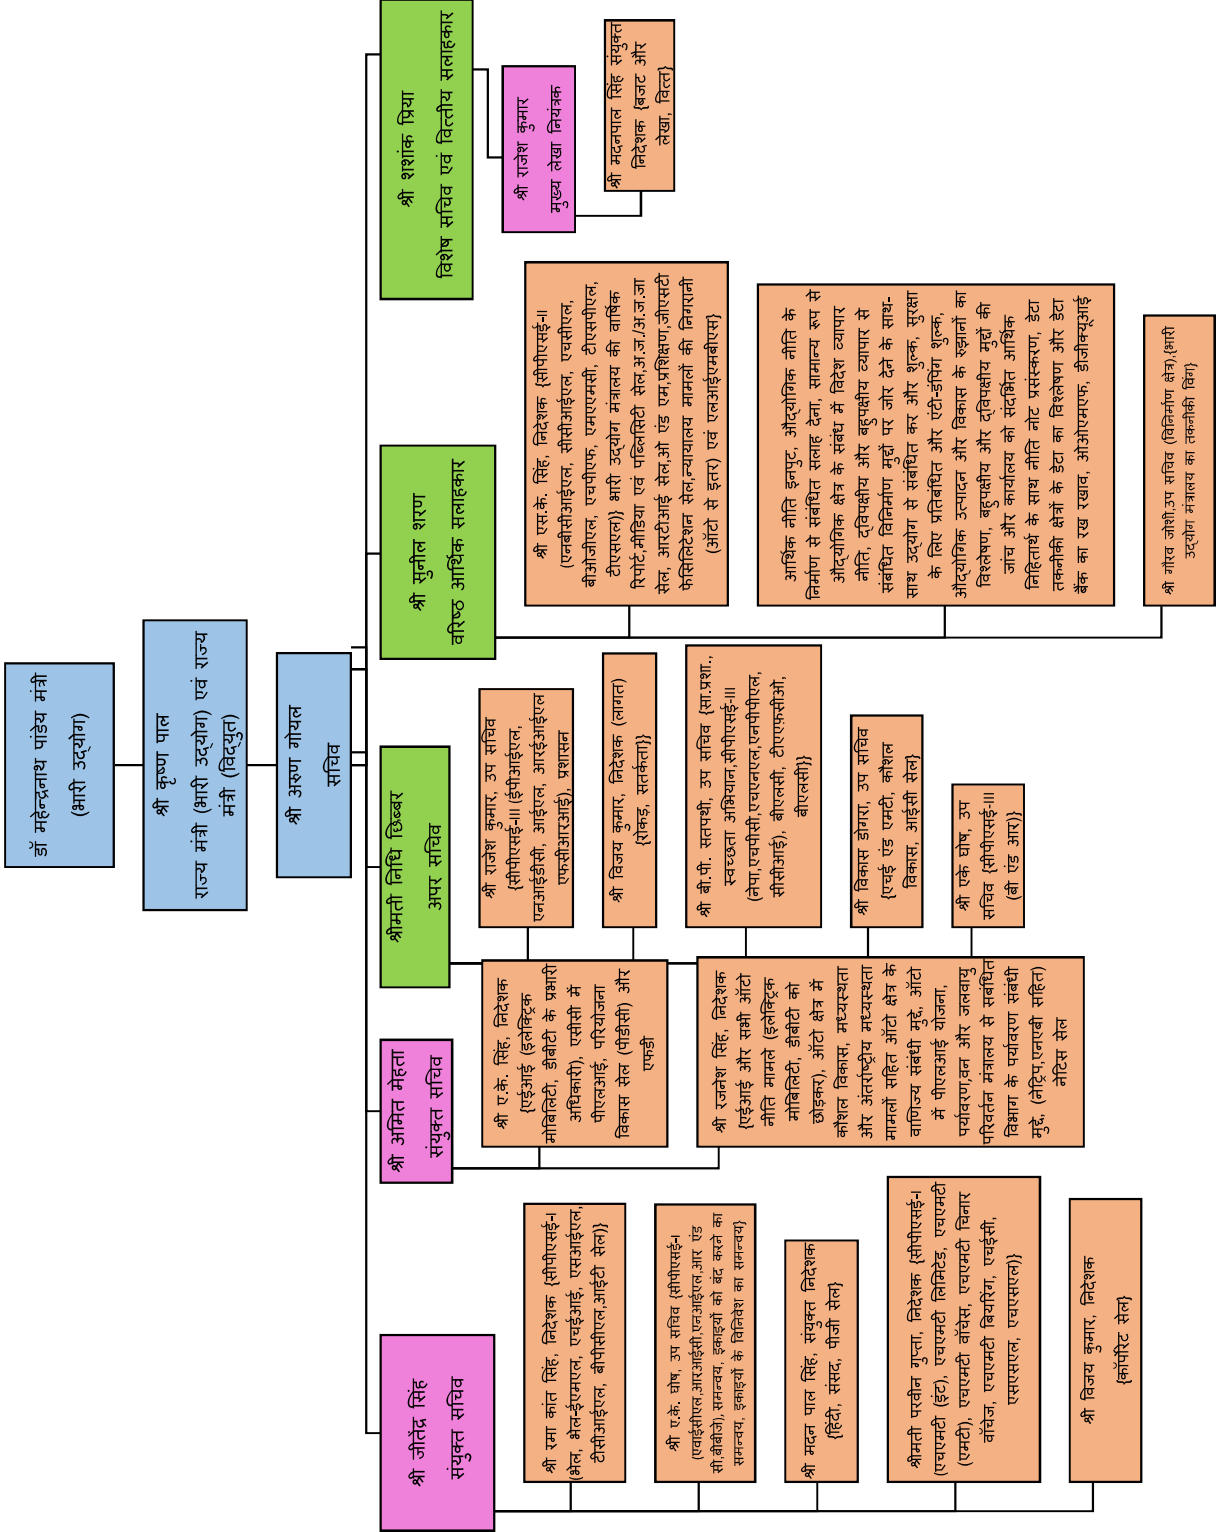 डॉ महेन्द्रनाथ पांडेय मंत्री
(भारी उद्योग)
श्री कृष्ण पाल
राज्य मंत्री (भारी उद्योग) एवं राज्य
मंत्री (विद्युत)
श्री अरुण गोयल
सचिव
श्री जीतेंद्र सिंह
संयुक्त सचिव
श्री अमित मेहता
संयुक्त सचिव
श्रीमती निधि छिब्बर
अपर सचिव
श्री सुनील शरण
वरिष्ठ आर्थिक सलाहकार
श्री शशांक प्रिया
विशेष सचिव एवं वित्तीय सलाहकार
श्री रमा कांत सिंह, निदेशक {सीपीएसई-I
(भेल, भेल-ईएमएल, एचईआई, एसआईएल,
टीसीआईएल, बीपीसीएल,आईटी सेल)}
श्री ए.के. घोष, उप सचिव {सीपीएसई-I
(एवाईसीएल,आरआईसी,एनआईएल,आर एंड
सी,बीबीजे), समन्वय, इकाइयों को बंद करने का
समन्वय, इकाइयों के विनिवेश का समन्वय}
श्री मदन पाल सिंह, संयुक्त निदेशक
{हिंदी, संसद, पीजी सेल}
श्रीमती परवीन गुप्ता, निदेशक {सीपीएसई-I
(एचएमटी (इंट), एचएमटी लिमिटेड, एचएमटी
(एमटी), एचएमटी वॉचेस, एचएमटी चिनार
वॉचेज, एचएमटी बियरिंग, एचईसी,
एसएसएल, एचएसएल)}
श्री विजय कुमार, निदेशक
{कॉर्पोरेट सेल}
श्री ए.के. सिंह, निदेशक
{एईआई (इलेक्ट्रिक
मोबिलिटी, डीबीटी के प्रभारी
अधिकारी), एसीसी में
पीएलआई, परियोजना
विकास सेल (पीडीसी) और
एफडी
श्री रजनेश सिंह, निदेशक
{एईआई और सभी ऑटो
नीति मामले (इलेक्ट्रिक
मोबिलिटी, डीबीटी को
छोड़कर), ऑटो क्षेत्र में
कौशल विकास, मध्यस्थता
और अंतर्राष्ट्रीय मध्यस्थता
मामलों सहित ऑटो क्षेत्र के
वाणिज्य संबंधी मुद्दे, ऑटो
में पीएलआई योजना,
पर्यावरण,वन और जलवायु
परिवर्तन मंत्रालय से संबंधित
विभाग के पर्यावरण संबंधी
मुद्दे, (नेट्रिप,एनएबी सहित)
नेटिस सेल
श्री राजेश कुमार, उप सचिव
{सीपीएसई-III (ईपीआईएल,
एनआईडीसी, आईएल, आरईआईएल
एफसीआरआई), प्रशासन
श्री विजय कुमार, निदेशक (लागत)
{रोकड़, सतर्कता}}
श्री बी.पी. सतपथी, उप सचिव {सा.प्रशा.,
स्वच्छता अभियान,सीपीएसई-III
(नेपा,एचपीसी,एचएनएल,एनपीपीएल,
सीसीआई), बीएलसी, टीएएफसीओ,
बीएलसी)}
श्री विकास डोगरा, उप सचिव
{एचई एंड एमटी, कौशल
विकास, आईसी सेल}
श्री एके घोष, उप
सचिव {सीपीएसई-III
(बी एंड आर)}
श्री एस.के. सिंह, निदेशक {सीपीएसई-II
(एनबीसीआईएल, सीसीआईएल, एचसीएल,
बीओजीएल, एचपीएफ, एमएएमसी, टीएसपीएल,
टीएसएल)} भारी उद्योग मंत्रालय की वार्षिक
रिपोर्ट,मीडिया एवं पब्लिसिटी सेल,अ.ज./अ.ज.जा
सेल, आरटीआई सेल,ओ एंड एम,प्रशिक्षण,जीएसटी
फेसिलिटेशन सेल,न्यायालय मामलों की निगरानी
(ऑटो से इतर) एवं एलआईएमबीएस}
आर्थिक नीति इनपुट, औद्योगिक नीति के
निर्माण से संबंधित सलाह देना, सामान्य रूप से
औद्योगिक क्षेत्र के संबंध में विदेश व्यापार
नीति, द्विपक्षीय और बहुपक्षीय व्यापार से
संबंधित विनिर्माण मुद्दों पर जोर देने के साथ-
साथ उद्योग से संबंधित कर और शुल्क, सुरक्षा
के लिए प्रतिबंधित और एंटी-डंपिंग शुल्क,
औद्योगिक उत्पादन और विकास के रुझानों का
विश्लेषण, बहुपक्षीय और द्विपक्षीय मुद्दों की
जांच और कार्यालय को संदर्भित आर्थिक
निहितार्थ के साथ नीति नोट प्रसंस्करण, डेटा
तकनीकी क्षेत्रों के डेटा का विश्लेषण और डेटा
बैंक का रख रखाव, ओओएमएफ, डीजीक्यूआई
श्री गौरव जोशी,उप सचिव (विनिर्माण क्षेत्र),{भारी
उद्योग मंत्रालय का तकनीकी विंग}
श्री राजेश कुमार
मुख्य लेखा नियंत्रक
श्री मदनपाल सिंह संयुक्त
निदेशक {बजट और
लेखा, वित्त}